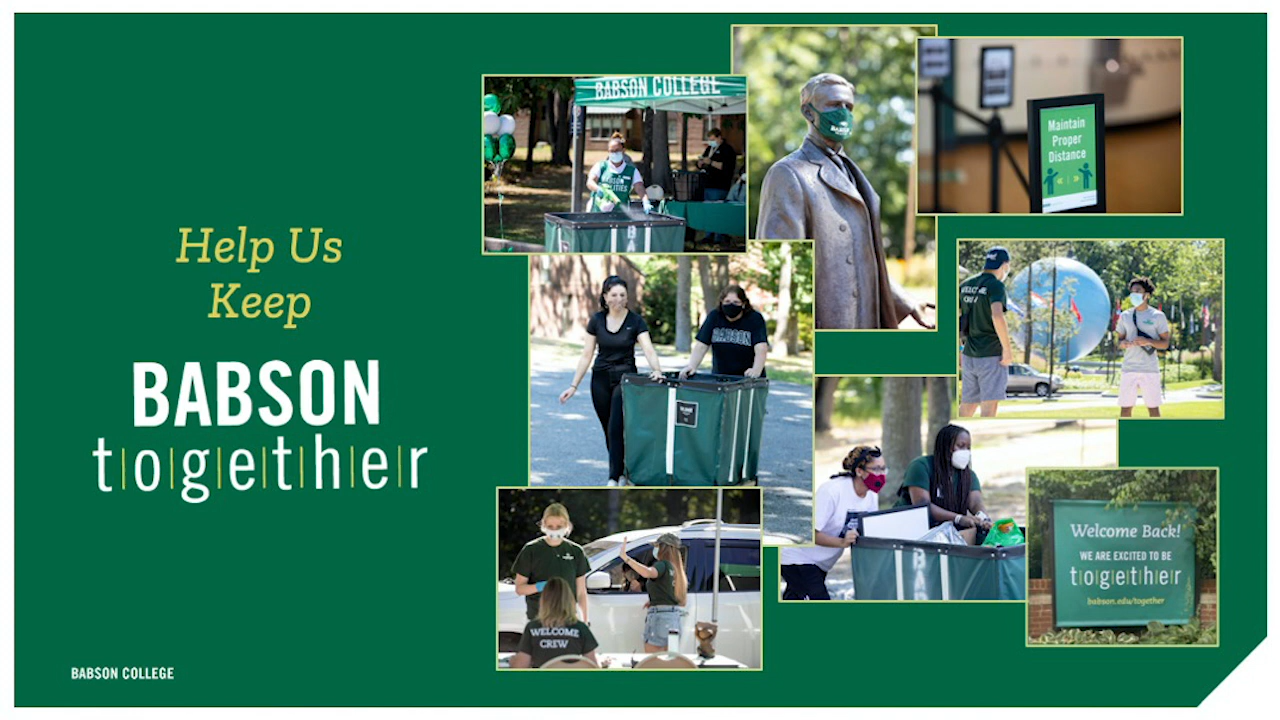 Help Us
Keep
BABSON
together
BABSON COLLEGE
BABSON COLLEGE
BABSON
Maintain
Proper
Distance
BABSON
WELCOME
CREW
Welcome Back!
WE ARE EXCITED TO BE
together
babson.edu/together